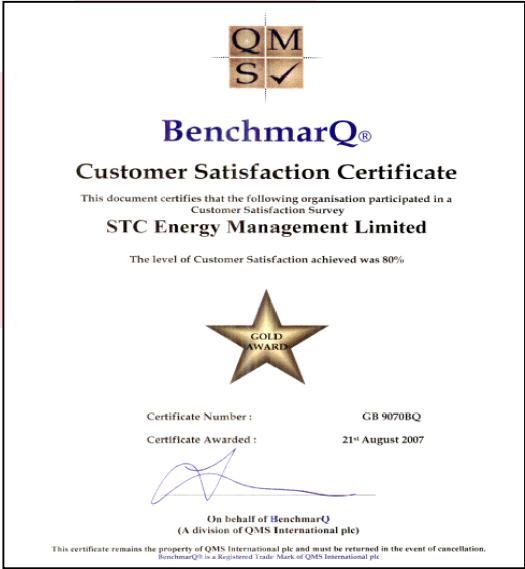 QM
S✓
BenchmarQ®
Customer Satisfaction Certificate
This document certifies that the following organisation participated in a
Customer Satisfaction Survey
STC Energy Management Limited
The level of Customer Satisfaction achieved was 80%
GOLD
AWARD
Certificate Number : GB 9070BQ
Certificate Awarded : 21st August 2007
On behalf of BenchmarQ
(A division of QMS International plc)
This certificate remains the property of QMS International plc and must be returned in the event of cancellation.
BenchmarQ® is a Registered Trade Mark of QMS International plc